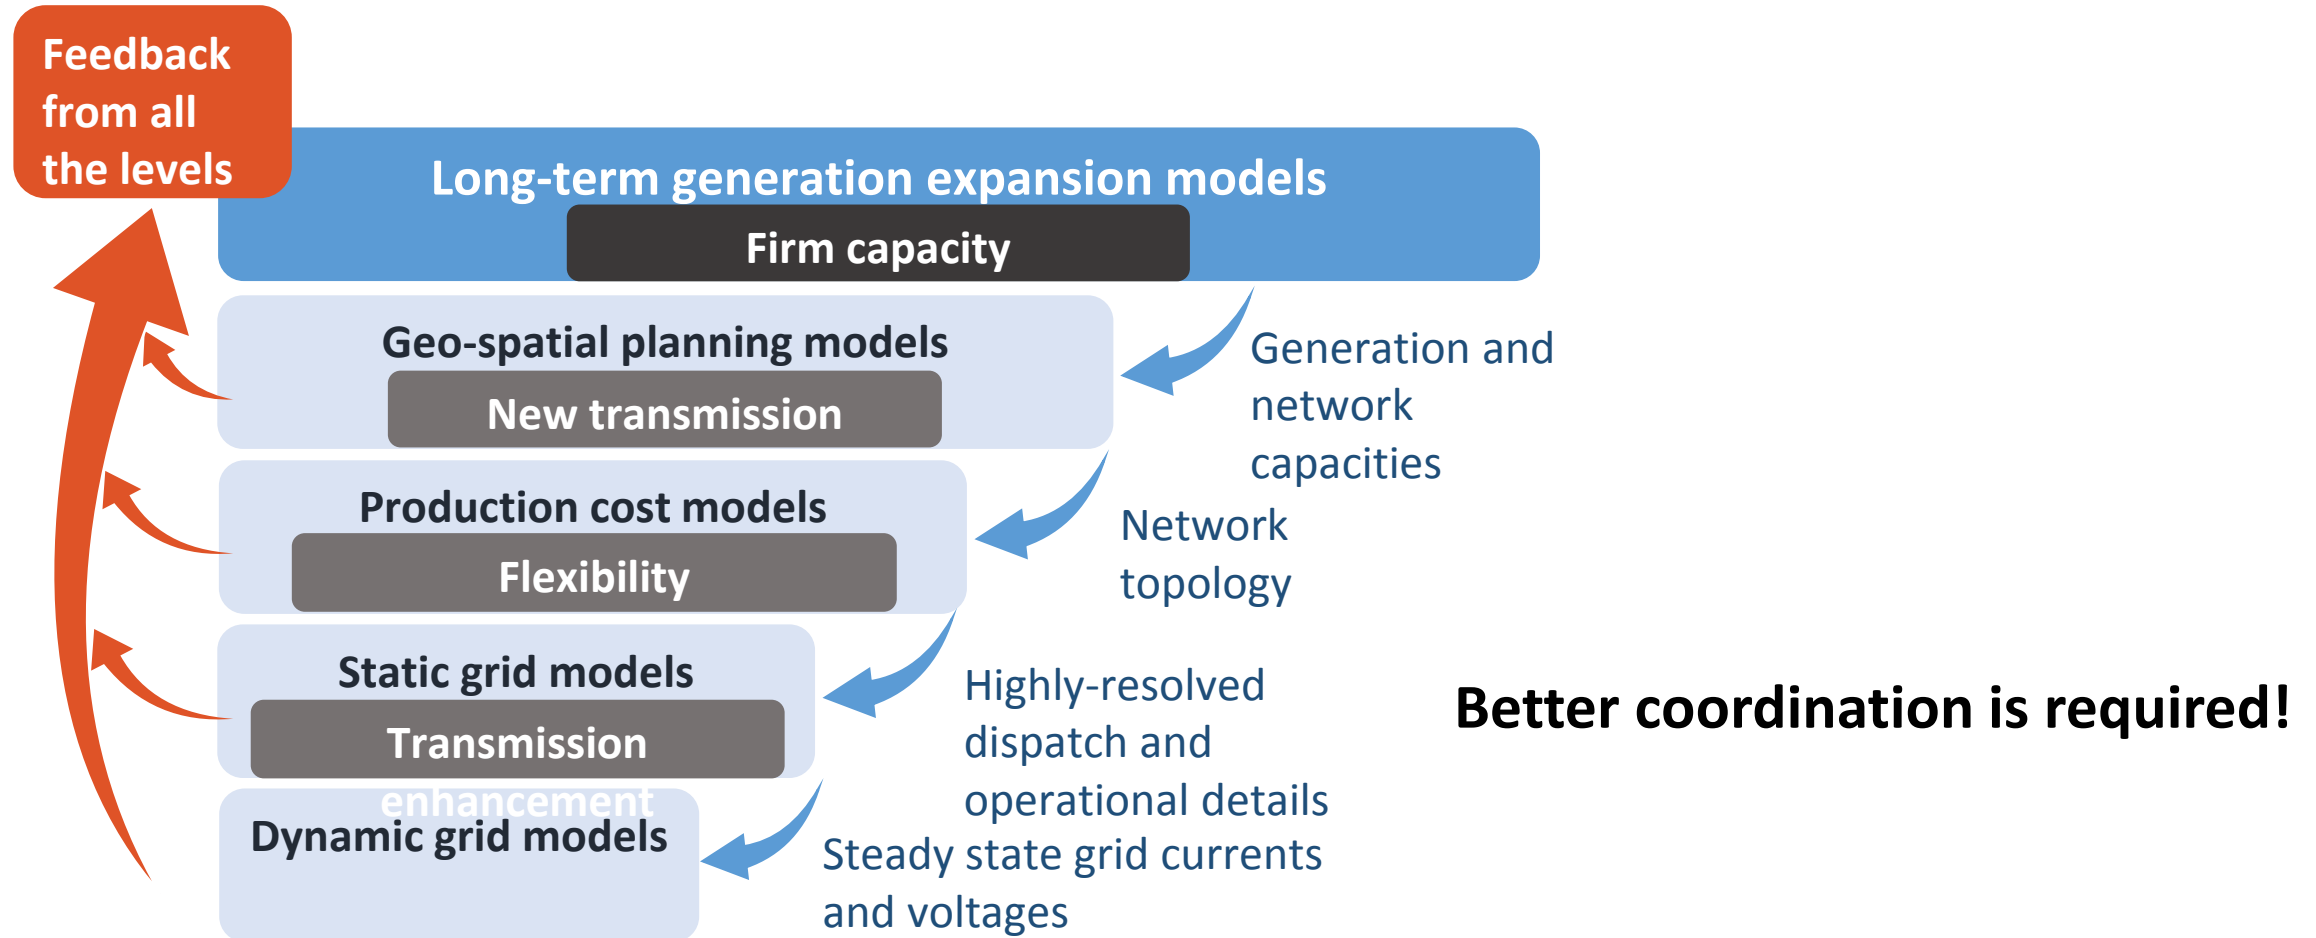 Feedback
from all
the levels
Long-term generation expansion models
Firm capacity
Geo-spatial planning models
New transmission
Generation and
network
capacities
Production cost models
Flexibility
Network
topology
Static grid models
Transmission
enhancement
Highly-resolved
dispatch and
operational details
Better coordination is required!
Dynamic grid models
Steady state grid currents
and voltages